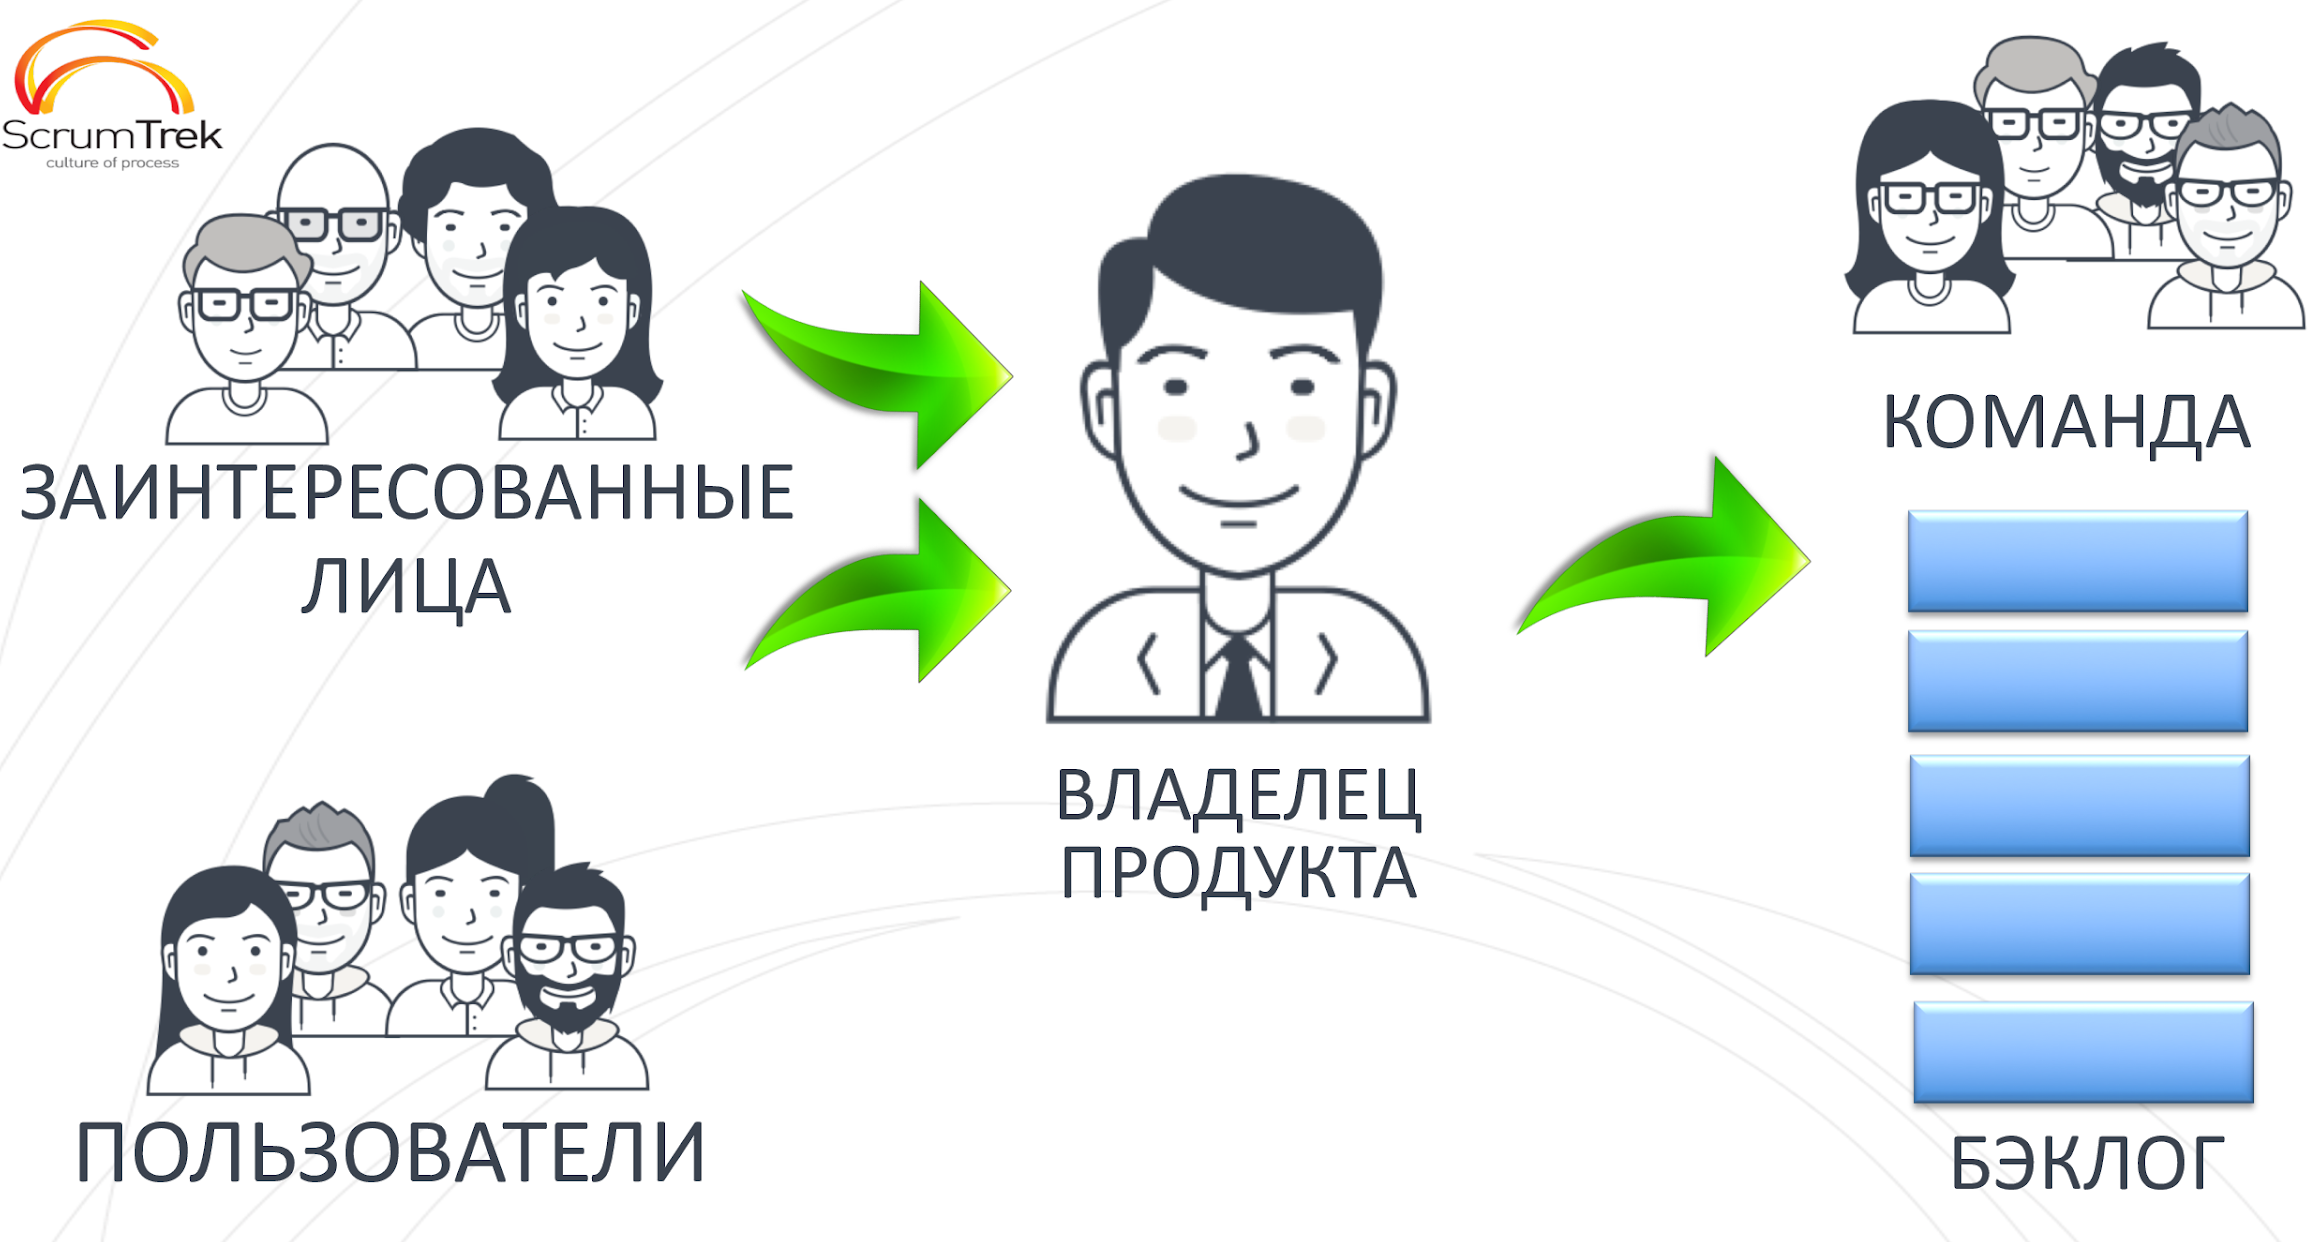 ScrumTrek
culture of process
ЗАИНТЕРЕСОВАННЫЕ
ЛИЦА
ПОЛЬЗОВАТЕЛИ
ВЛАДЕЛЕЦ
ПРОДУКТА
КОМАНДА
БЭКЛОГ